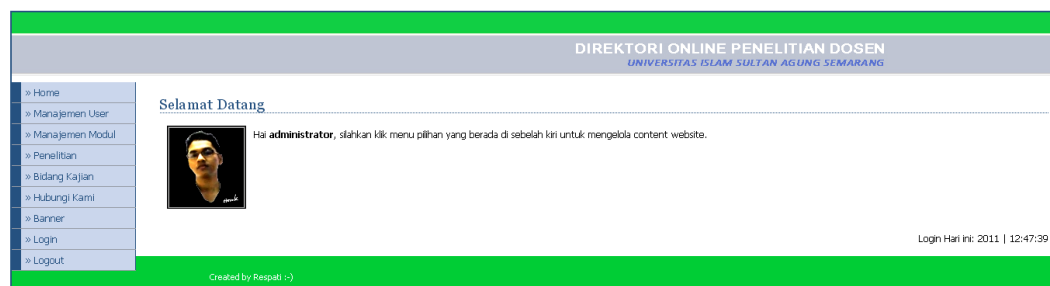 DIREKTORI ONLINE PENELITIAN DOSEN
UNIVERSITAS ISLAM SULTAN AGUNG SEMARANG
» Home
» Manajemen User
» Manajemen Modul
» Penelitian
» Bidang Kajian
» Hubungi Kami
» Banner
» Login
» Logout
Selamat Datang
Hai administrator, silahkan klik menu pilihan yang berada di sebelah kiri untuk mengelola content website.
Login Hari ini: 2011 | 12:47:39
Created by Respati :-)